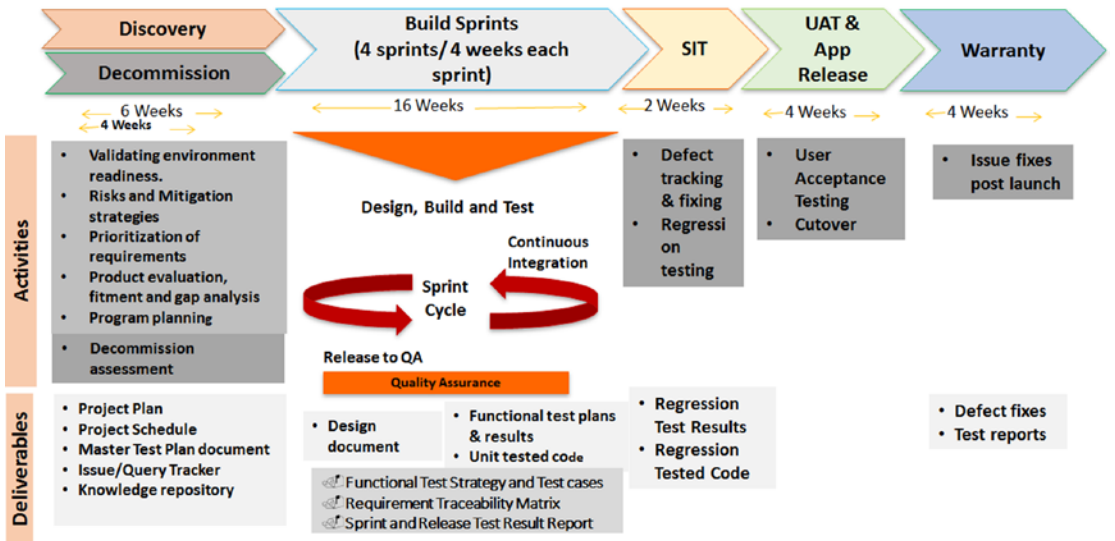 Discovery
Decommission
Build Sprints
(4 sprints/ 4 weeks each
sprint)
SIT
UAT &
App
Release
Warranty
6 Weeks
4 Weeks
16 Weeks
2 Weeks
4 Weeks
4 Weeks
Activities
• Validating environment
readiness.
• Risks and Mitigation
strategies
• Prioritization of
requirements
• Product evaluation,
fitment and gap analysis
• Program planning
• Decommission
assessment
Design, Build and Test
Continuous
Integration
Sprint
Cycle
Release to QA
Quality Assurance
• Defect
tracking
& fixing
• Regressi
on
testing
• User
Acceptance
Testing
• Cutover
• Issue fixes
post launch
Deliverables
• Project Plan
• Project Schedule
• Master Test Plan document
• Issue/Query Tracker
• Knowledge repository
• Design
document
• Functional test plans
& results
• Unit tested code
Functional Test Strategy and Test cases
Requirement Traceability Matrix
Sprint and Release Test Result Report
• Regression
Test Results
• Regression
Tested Code
• Defect fixes
• Test reports